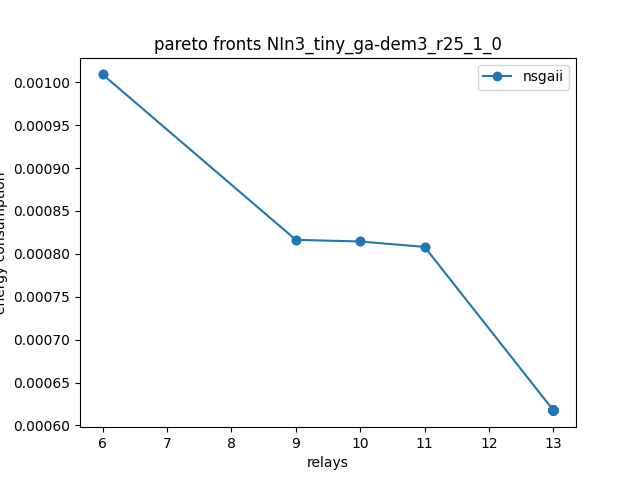 pareto fronts NIn3_tiny_ga-dem3_r25_1_0
nsgaii
0.00100
0.00095
0.00090
0.00085
0.00080
0.00075
0.00070
0.00065
0.00060
energy consumption
6 7 8 9 10 11 12 13
relays